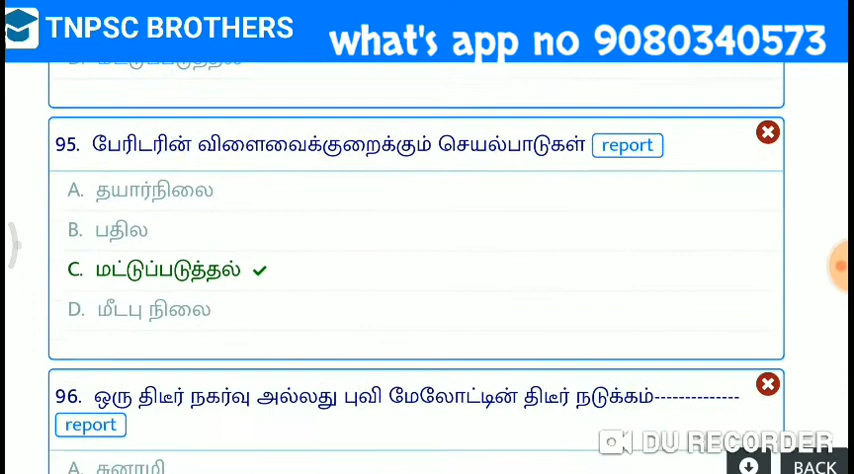 TNPSC BROTHERS
what's app no 9080340573
95. பேரிடரின் விளைவைக்குறைக்கும் செயல்பாடுகள் report
A. தயார்நிலை
B. பதில
C. மட்டுப்படுத்தல்
D. மீடபு நிலை
96. ஒரு திடீர் நகர்வு அல்லது புவி மேலோட்டின் திடீர் நடுக்கம்--------------
report
DU RECORDER
A. சுனாமி
BACK